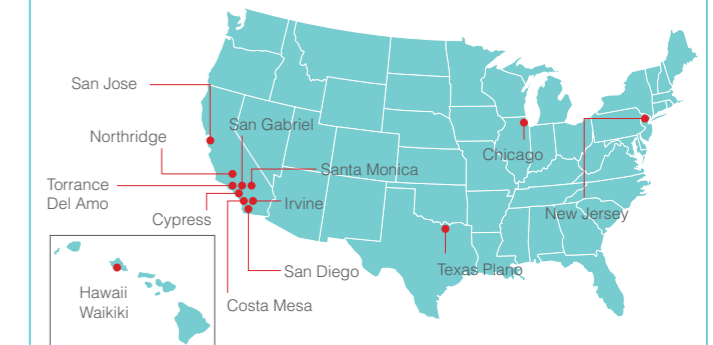 San Jose
San Gabriel
Northridge
Chicago
Santa Monica
Torrance
Del Amo
Irvine
New Jersey
Cypress
San Diego
Texas Plano
Hawaii
Waikiki
Costa Mesa